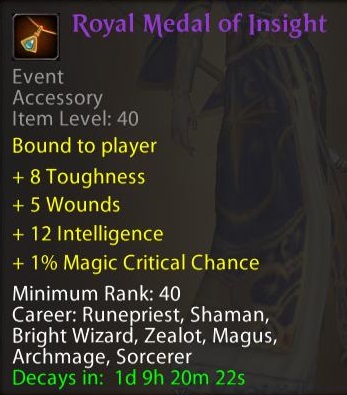 Royal Medal of Insight
Event
Accessory
Item Level: 40
Bound to player
+ 8 Toughness
+ 5 Wounds
+ 12 Intelligence
+ 1% Magic Critical Chance
Minimum Rank: 40
Career: Runepriest, Shaman,
Bright Wizard, Zealot, Magus,
Archmage, Sorcerer
Decays in: 1d 9h 20m 22s